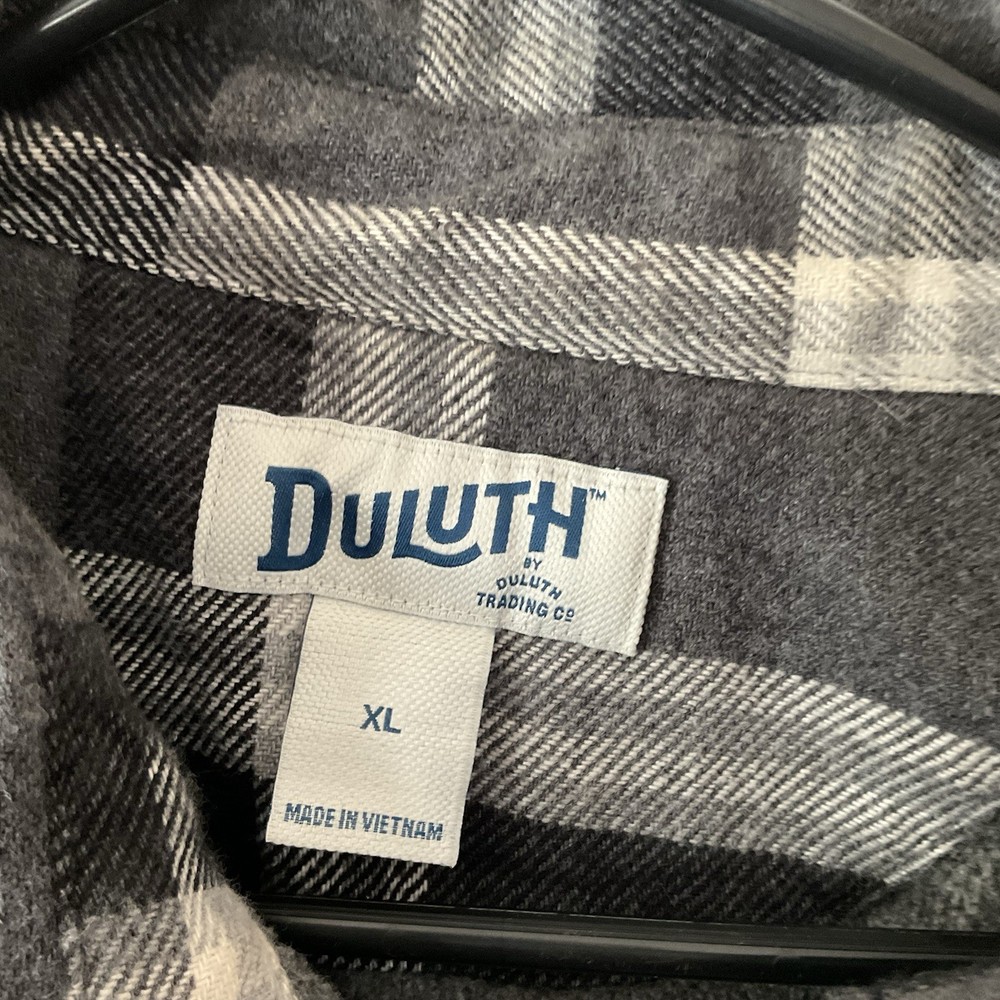 DULUTH™
BY
DULUTH
TRADING Cº
XL
MADE IN VIETNAM